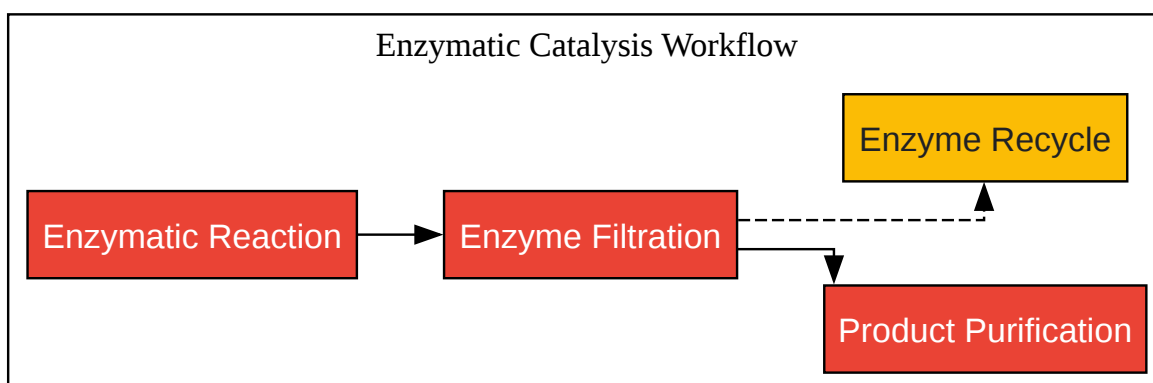 Enzymatic Catalysis Workflow
Enzyme Recycle
Enzymatic Reaction
Enzyme Filtration
Product Purification